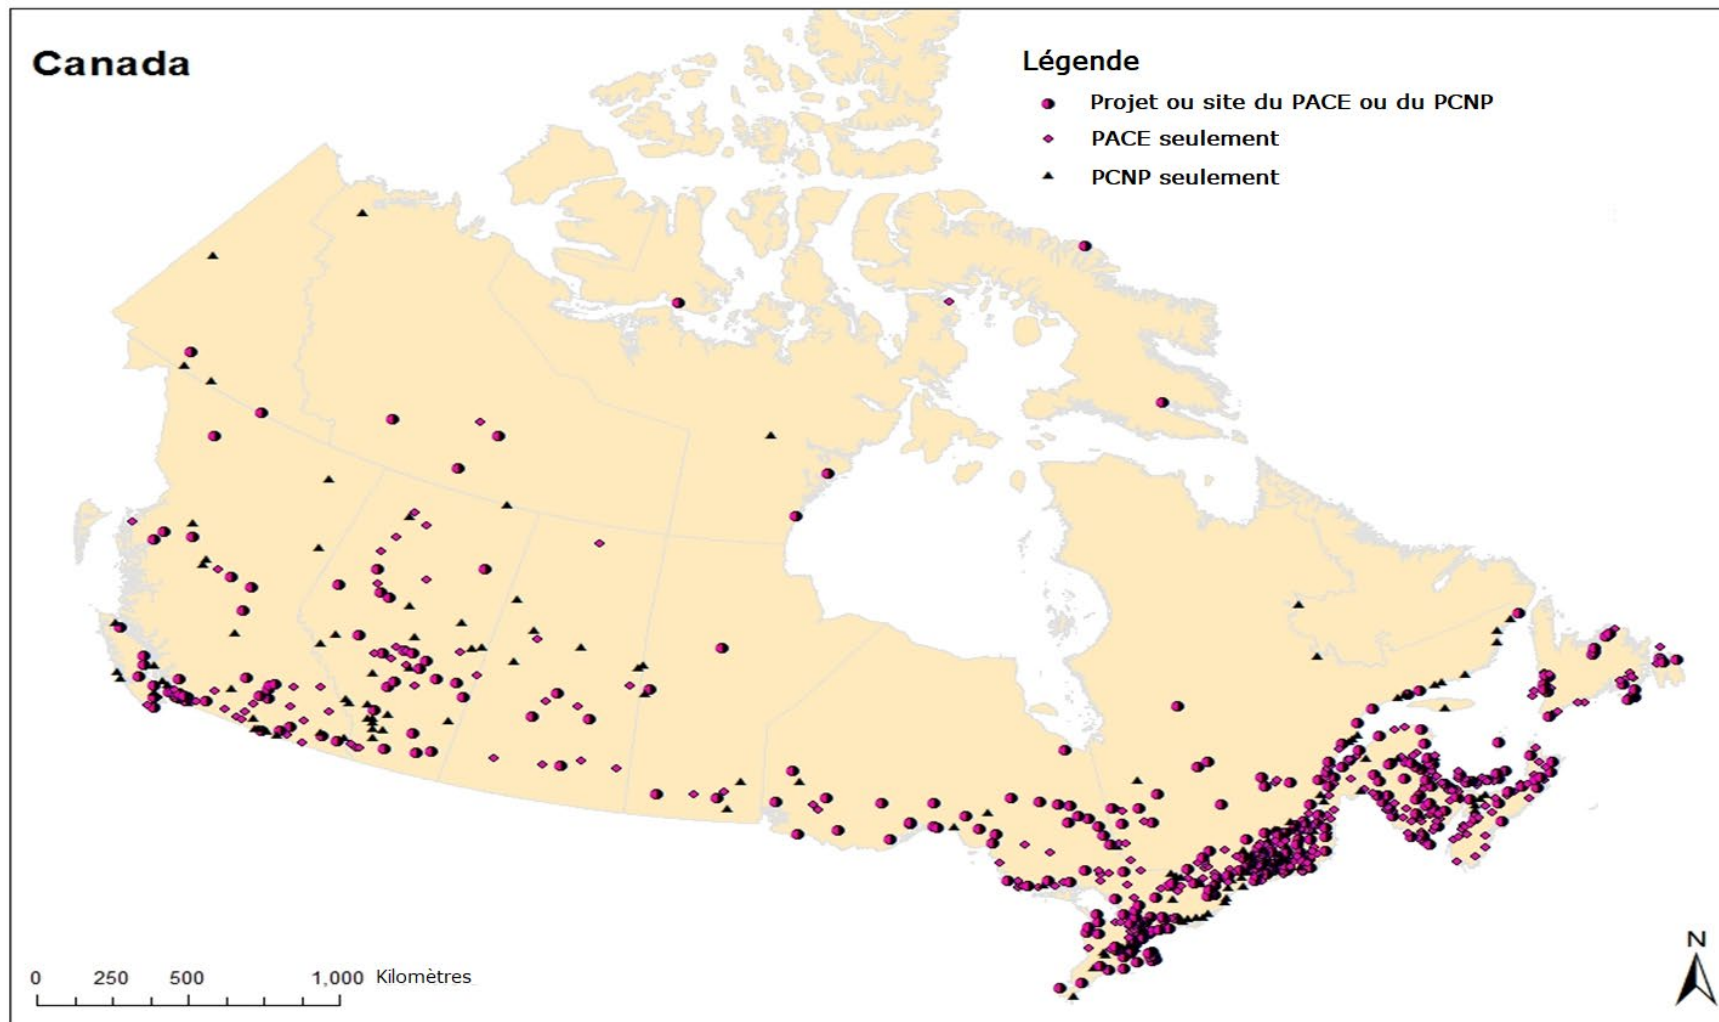 Canada
Légende
Projet ou site du PACE ou du PCNP
PACE seulement
PCNP seulement
N
0 250 500 1,000 Kilomètres